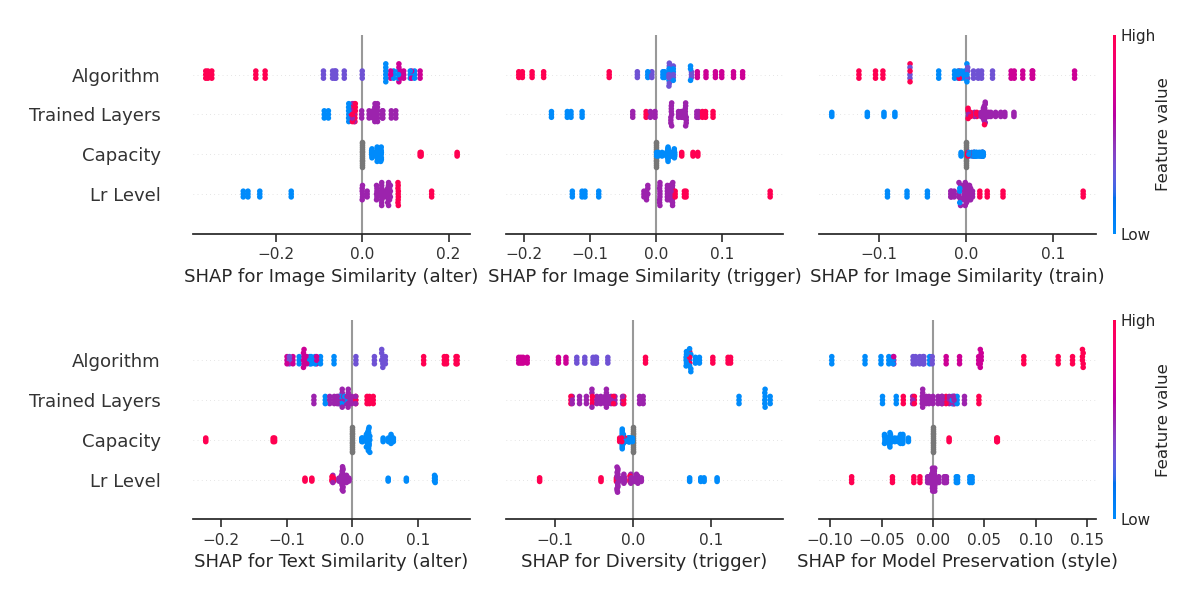 High
Algorithm
Trained Layers
Capacity
Lr Level
Feature value
Low
−0.2 0.0 0.2 −0.2 −0.1 0.0 0.1 −0.1 0.0 0.1
SHAP for Image Similarity (alter) SHAP for Image Similarity (trigger) SHAP for Image Similarity (train)
High
Algorithm
Trained Layers
Capacity
Lr Level
Feature value
Low
−0.2 −0.1 0.0 0.1 −0.1 0.0 0.1 −0.10 −0.05 0.00 0.05 0.10 0.15
SHAP for Text Similarity (alter) SHAP for Diversity (trigger) SHAP for Model Preservation (style)